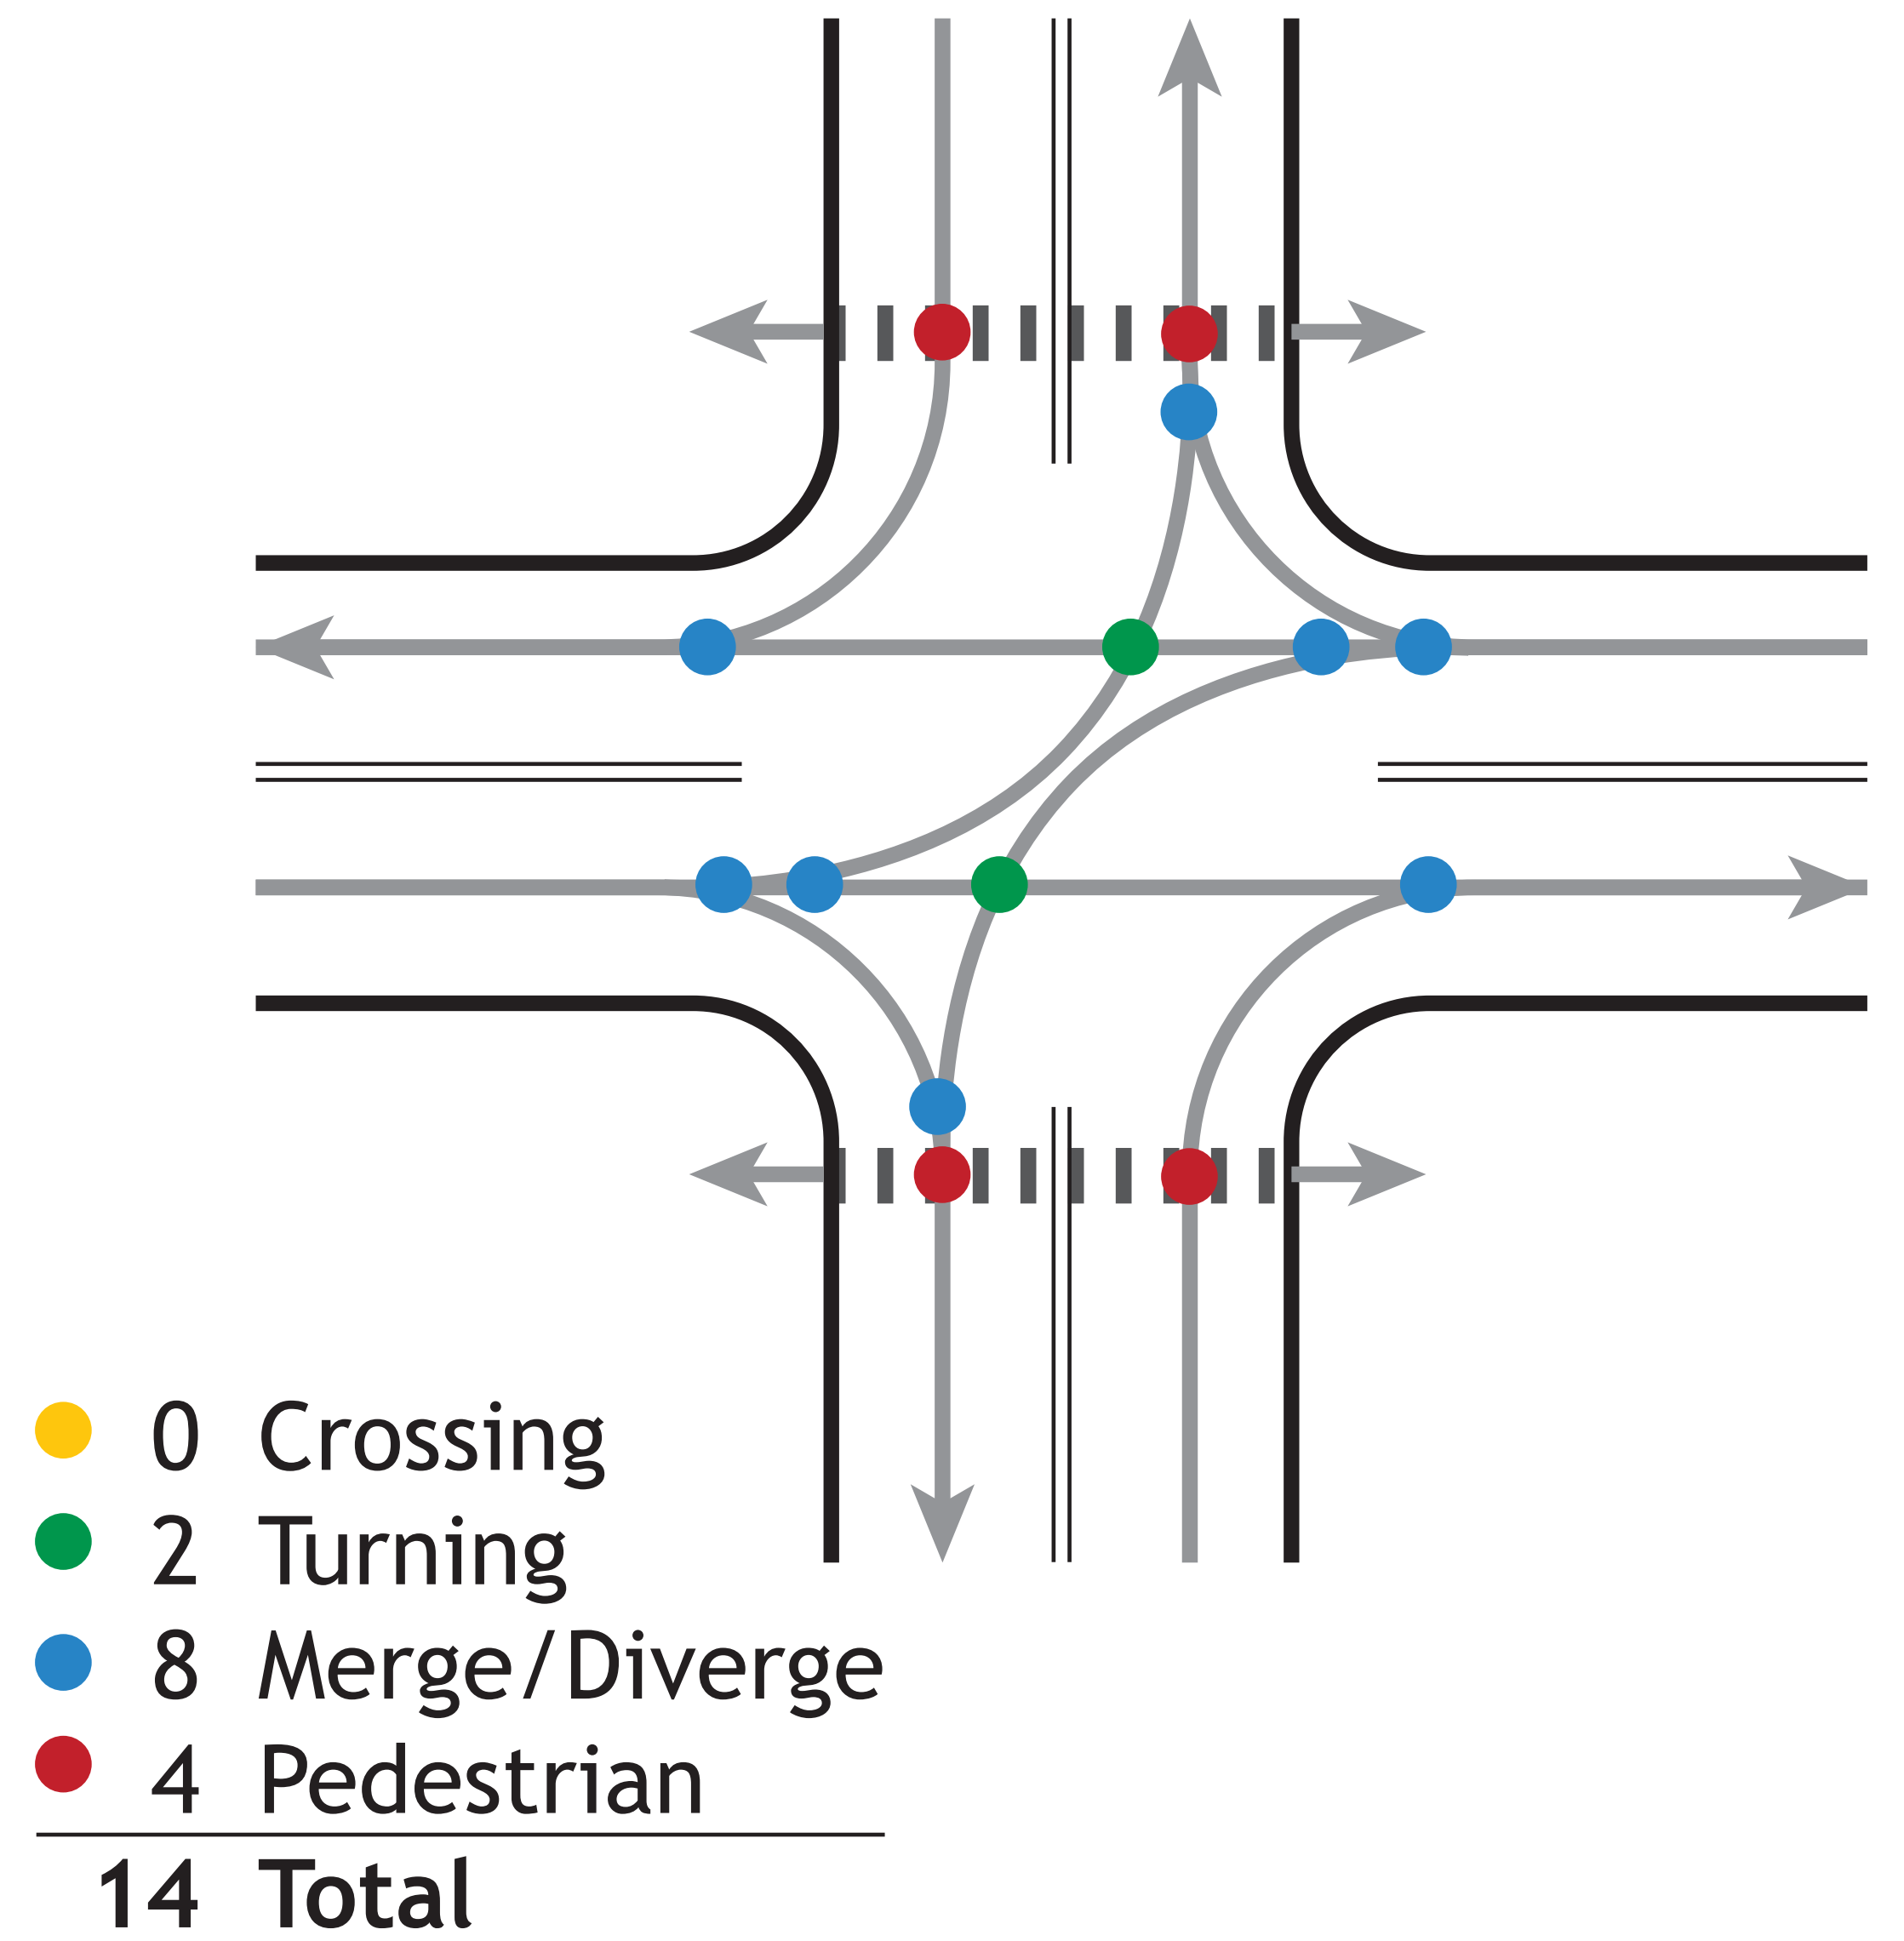 0 Crossing
2 Turning
8 Merge/Diverge
4 Pedestrian
14 Total